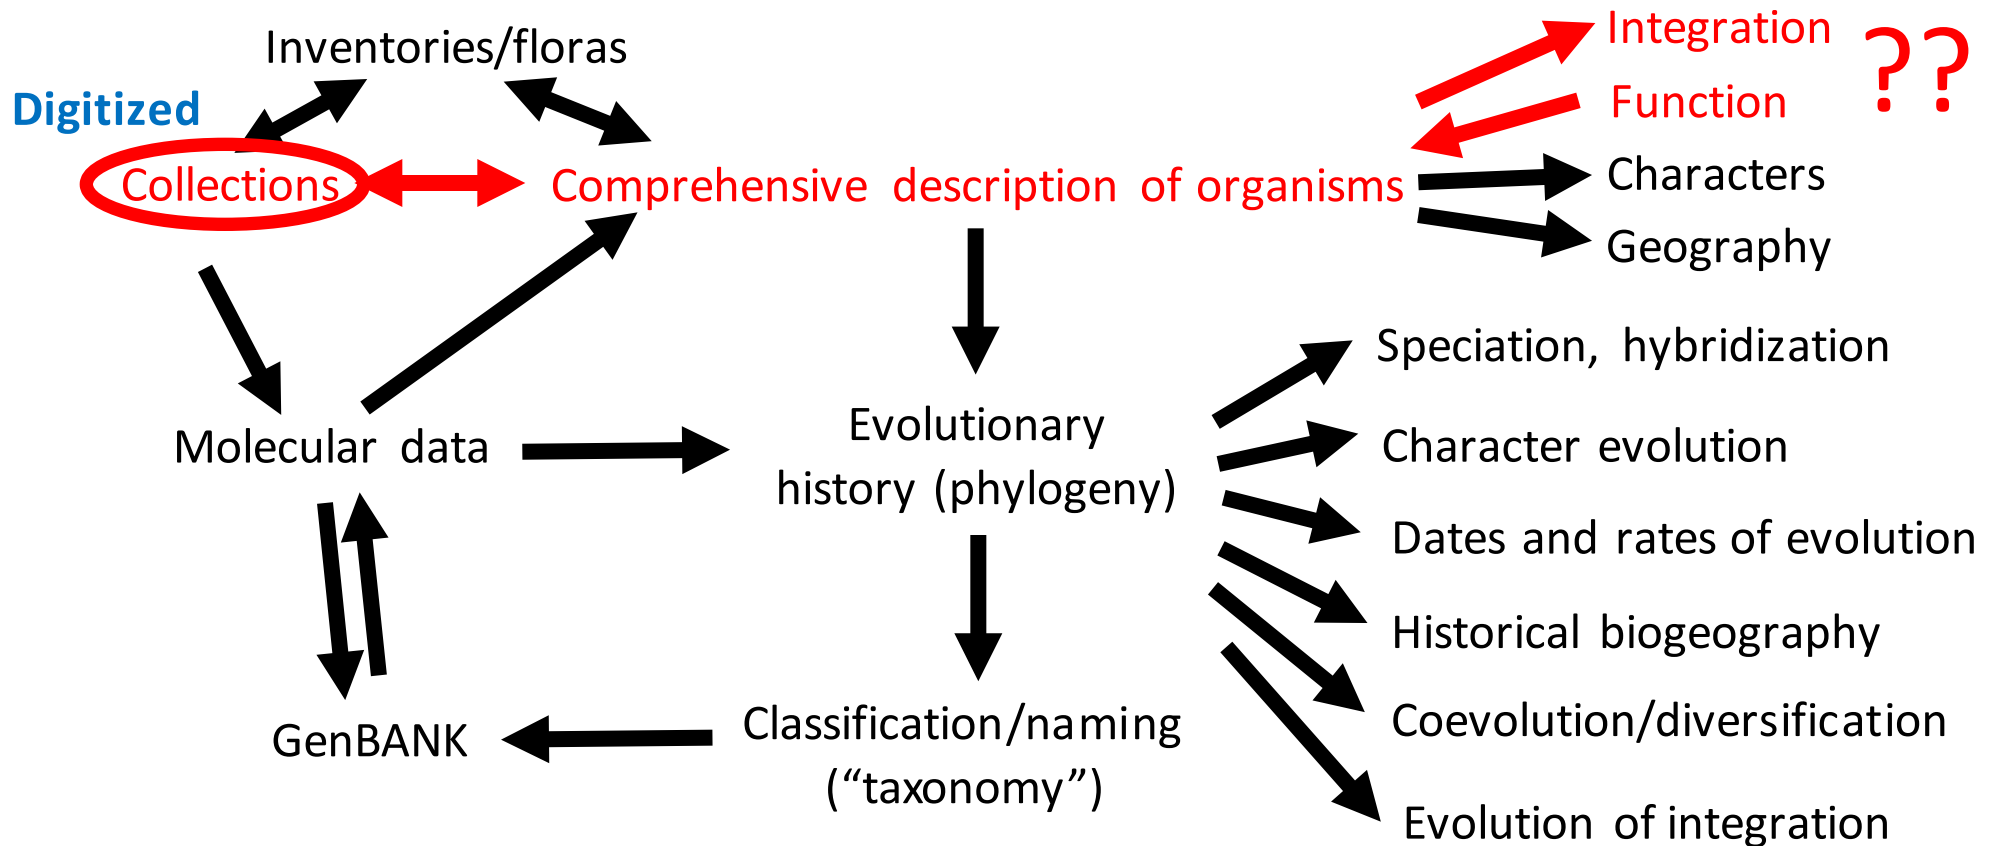 Inventories/floras
Integration
??
Digitized
Function
Collections
Comprehensive description of organisms
Characters
Geography
Speciation, hybridization
Molecular data
Evolutionary
history (phylogeny)
Character evolution
Dates and rates of evolution
Historical biogeography
GenBANK
Classification/naming
(“taxonomy”)
Coevolution/diversification
Evolution of integration